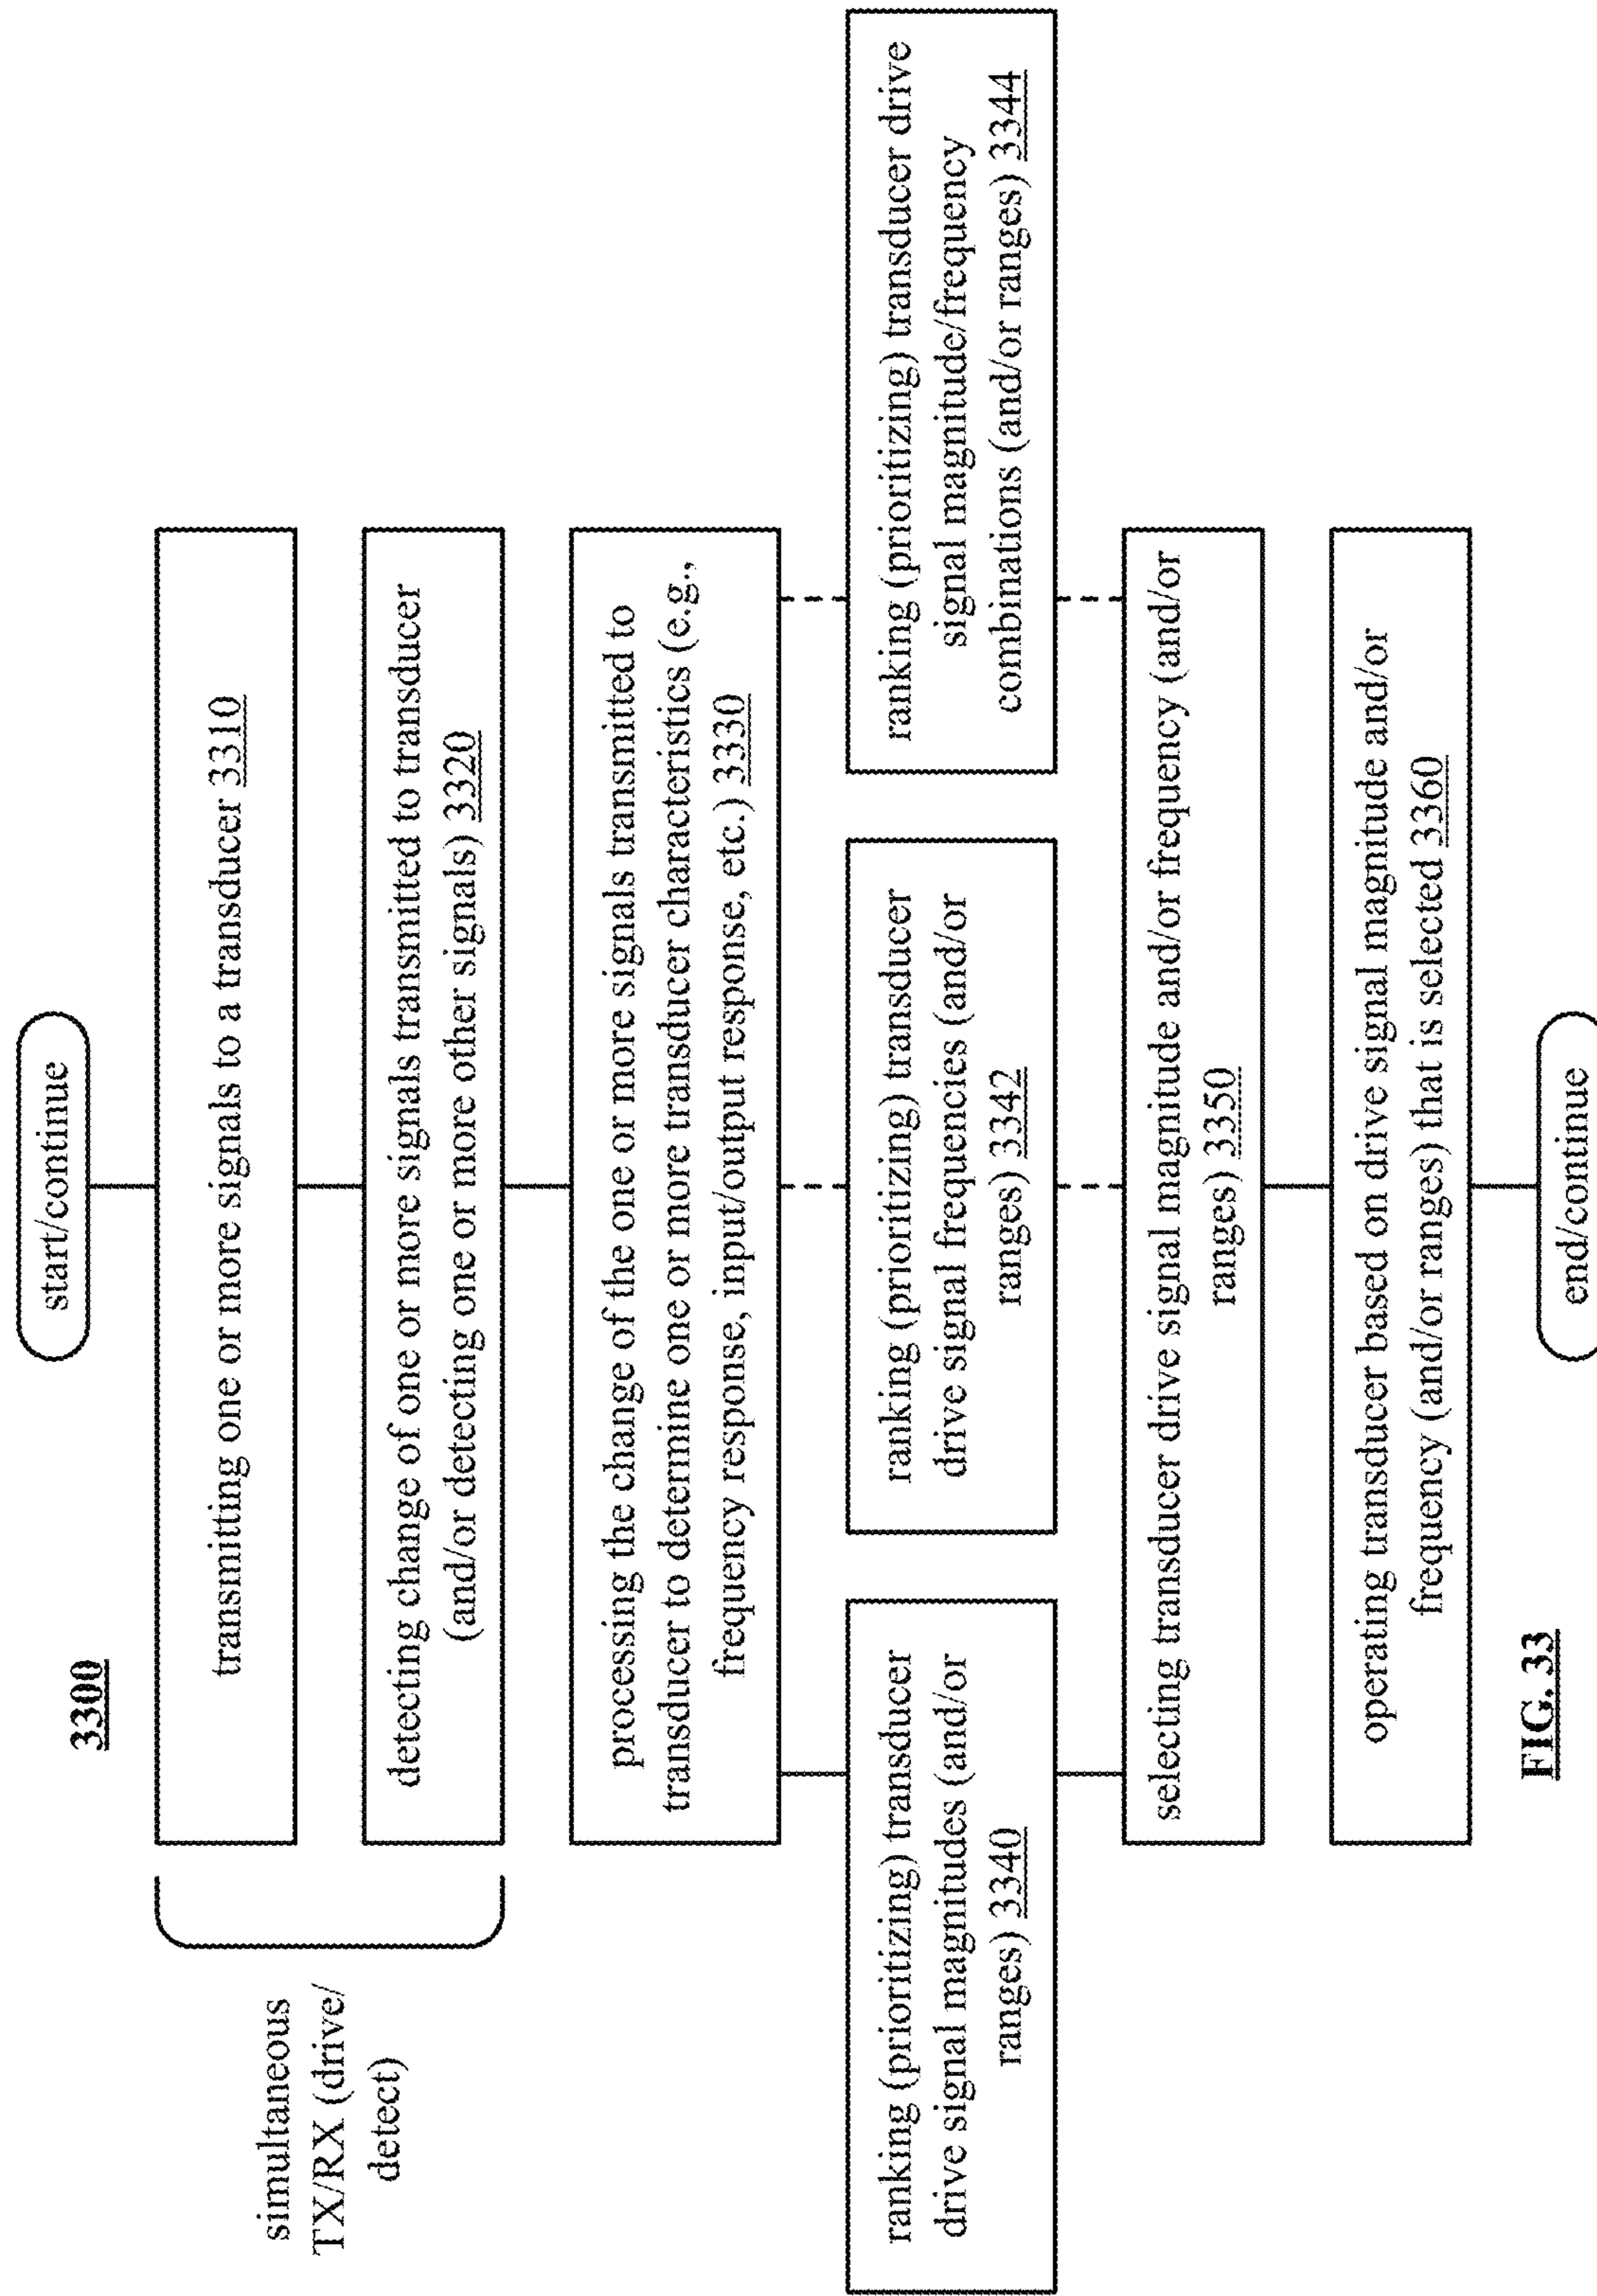 3300
start/continue
simultaneous
TX/RX (drive/
detect)
transmitting one or more signals to a transducer 3310
detecting change of one or more signals transmitted to transducer
(and/or detecting one or more other signals) 3320
processing the change of the one or more signals transmitted to
transducer to determine one or more transducer characteristics (e.g.,
frequency response, input/output response, etc.) 3330
ranking (prioritizing) transducer
drive signal magnitudes (and/or
ranges) 3340
ranking (prioritizing) transducer
drive signal frequencies (and/or
ranges) 3342
ranking (prioritizing) transducer drive
signal magnitude/frequency
combinations (and/or ranges) 3344
selecting transducer drive signal magnitude and/or frequency (and/or
ranges) 3350
operating transducer based on drive signal magnitude and/or
frequency (and/or ranges) that is selected 3360
end/continue
FIG. 33